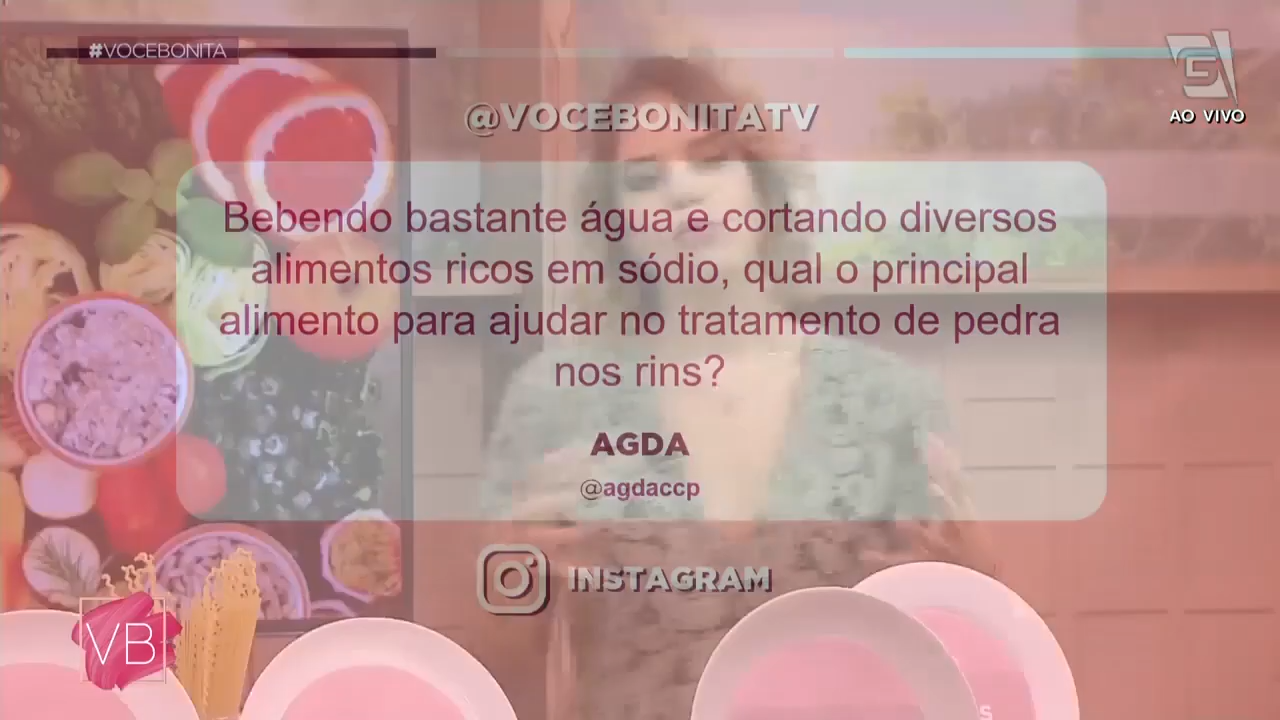 #VOCEBONITA
AO VIVO
@VOCEBONITATV
Bebendo bastante água e cortando diversos
alimentos ricos em sódio, qual o principal
alimento para ajudar no tratamento de pedra
nos rins?
AGDA
@agdaccp
INSTAGRAM
VB
S